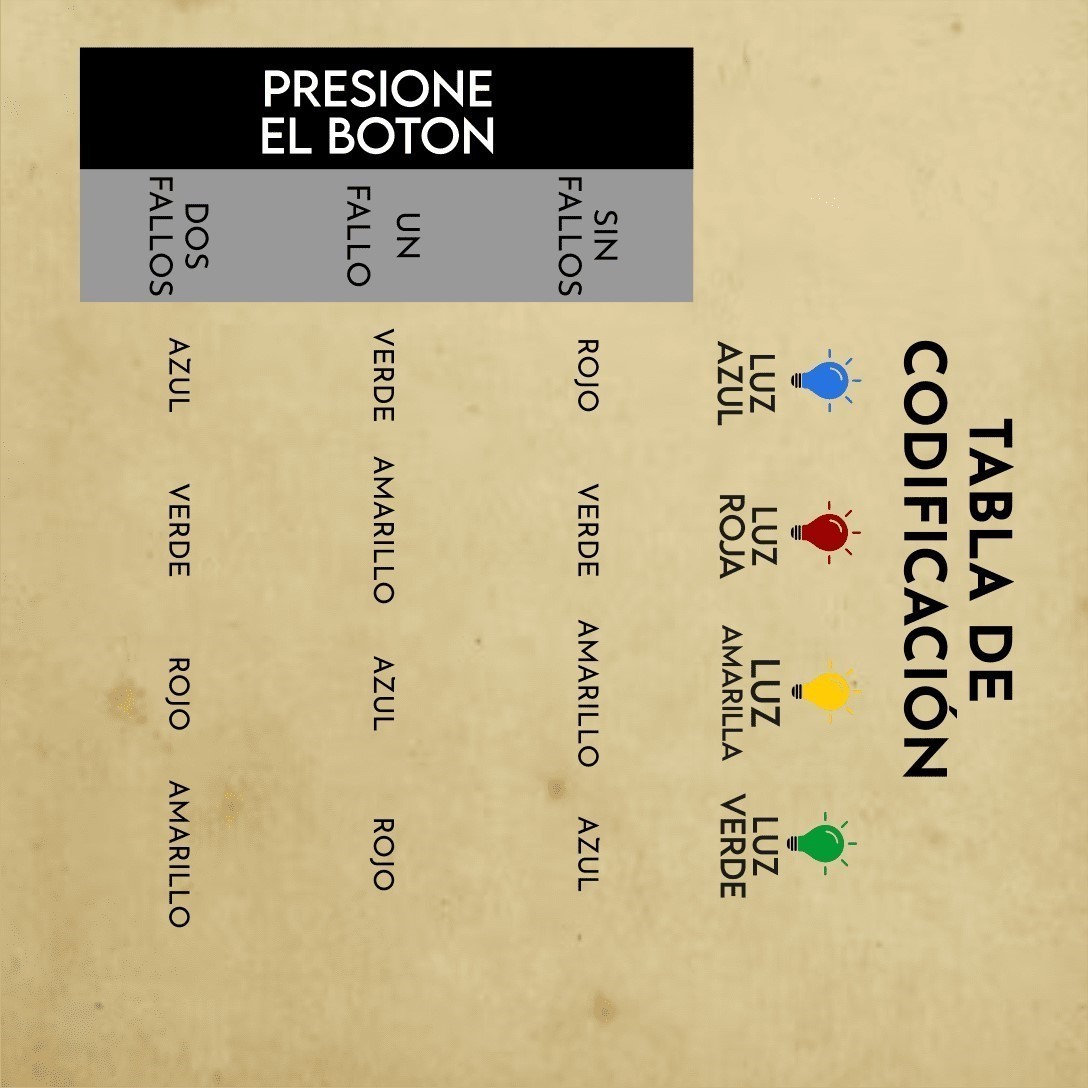 TABLA DE
CODIFICACIÓN
LUZ
AZUL
LUZ
ROJA
LUZ
AMARILLA
LUZ
VERDE
PRESIONE
EL BOTON
SIN
FALLOS
ROJO
VERDE
AMARILLO
AZUL
UN
FALLO
VERDE
AMARILLO
AZUL
ROJO
DOS
FALLOS
AZUL
VERDE
ROJO
AMARILLO